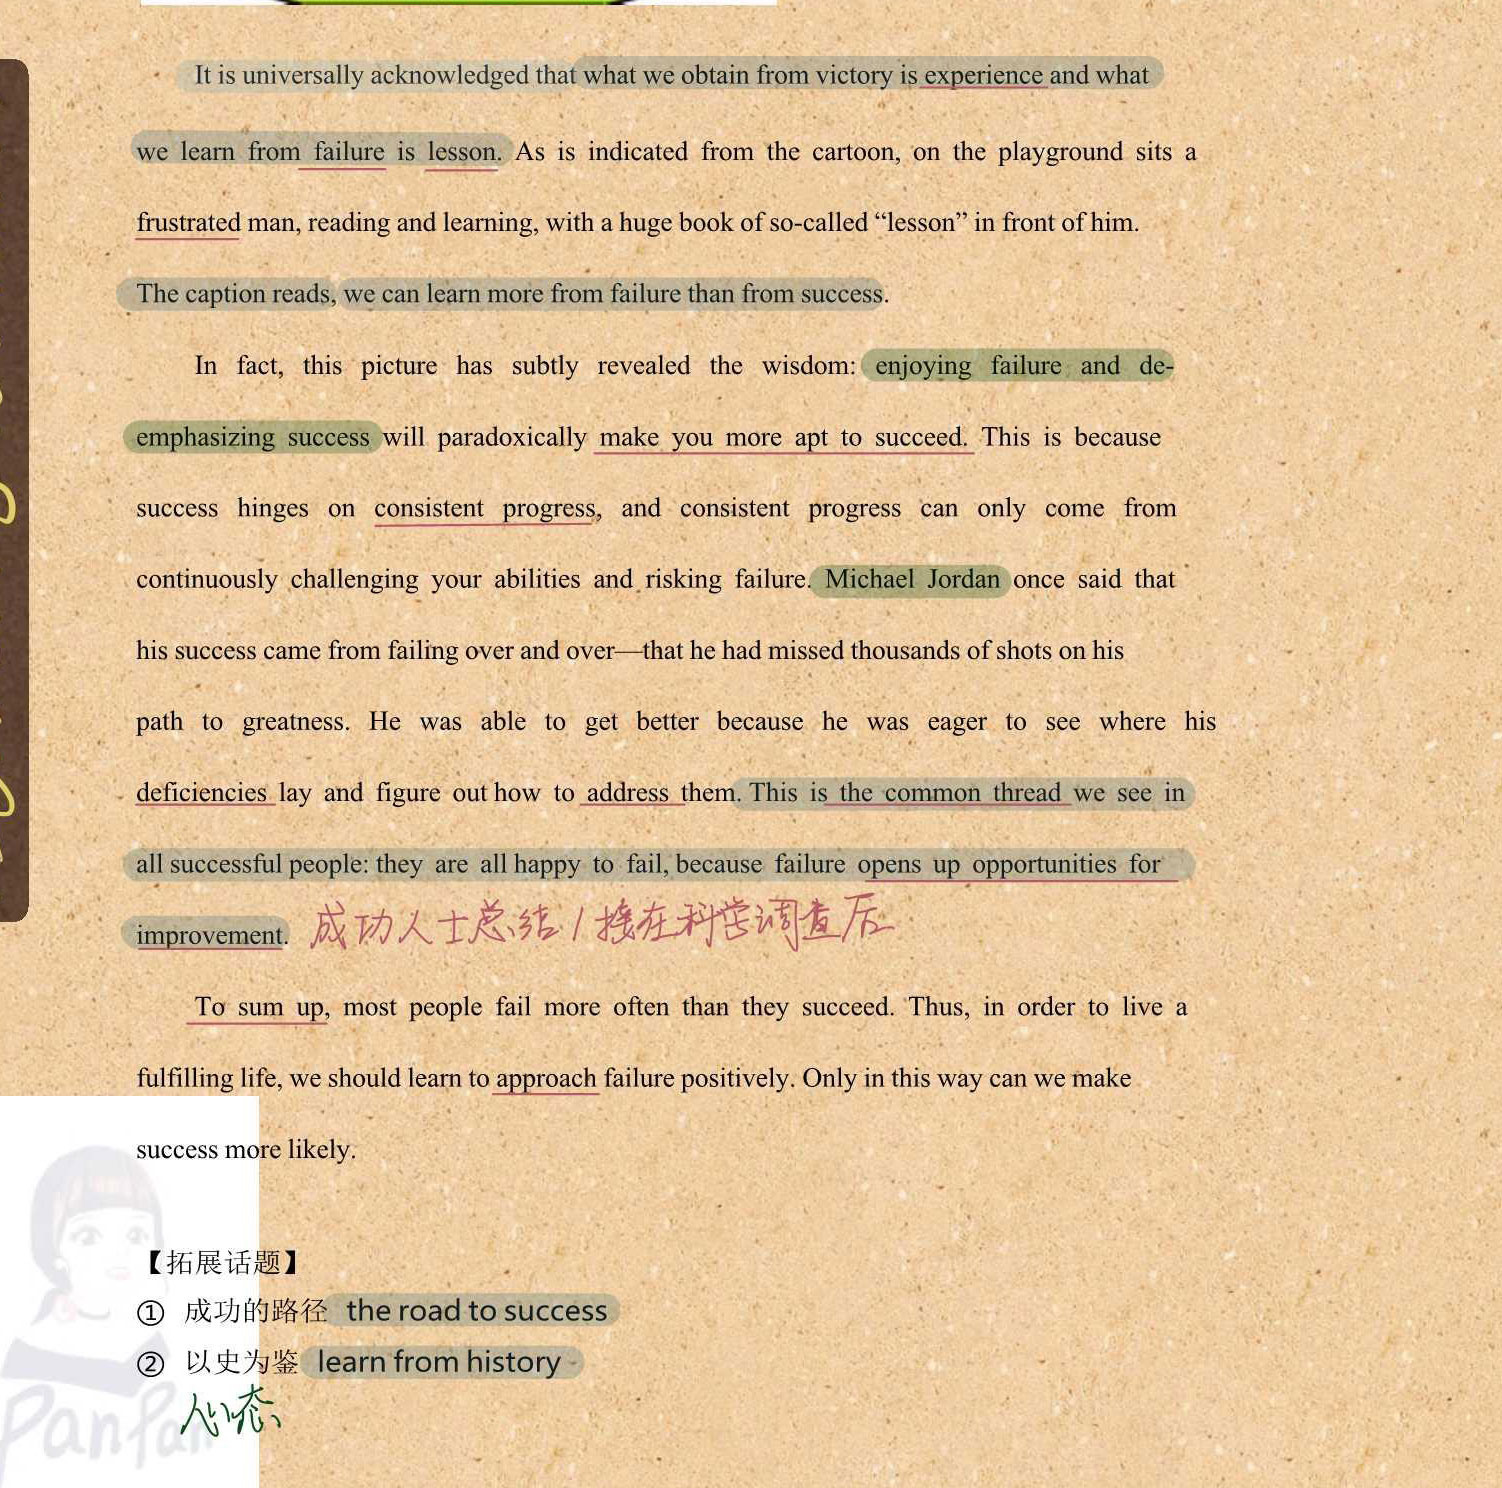 It is universally acknowledged that what we obtain from victory is experience and what
we learn from failure is lesson. As is indicated from the cartoon, on the playground sits a
frustrated man, reading and learning, with a huge book of so-called “lesson” in front of him.
The caption reads, we can learn more from failure than from success.
In fact, this picture has subtly revealed the wisdom: enjoying failure and de-
emphasizing success will paradoxically make you more apt to succeed. This is because
success hinges on consistent progress, and consistent progress can only come from
continuously challenging your abilities and risking failure. Michael Jordan once said that
his success came from failing over and over—that he had missed thousands of shots on his
path to greatness. He was able to get better because he was eager to see where his
deficiencies lay and figure out how to address them. This is the common thread we see in
all successful people: they are all happy to fail, because failure opens up opportunities for
improvement. 成功人士总结/接在科学调查后
To sum up, most people fail more often than they succeed. Thus, in order to live a
fulfilling life, we should learn to approach failure positively. Only in this way can we make
success more likely.
【拓展话题】
① 成功的路径 the road to success
② 以史为鉴 learn from history
心态
PanPan